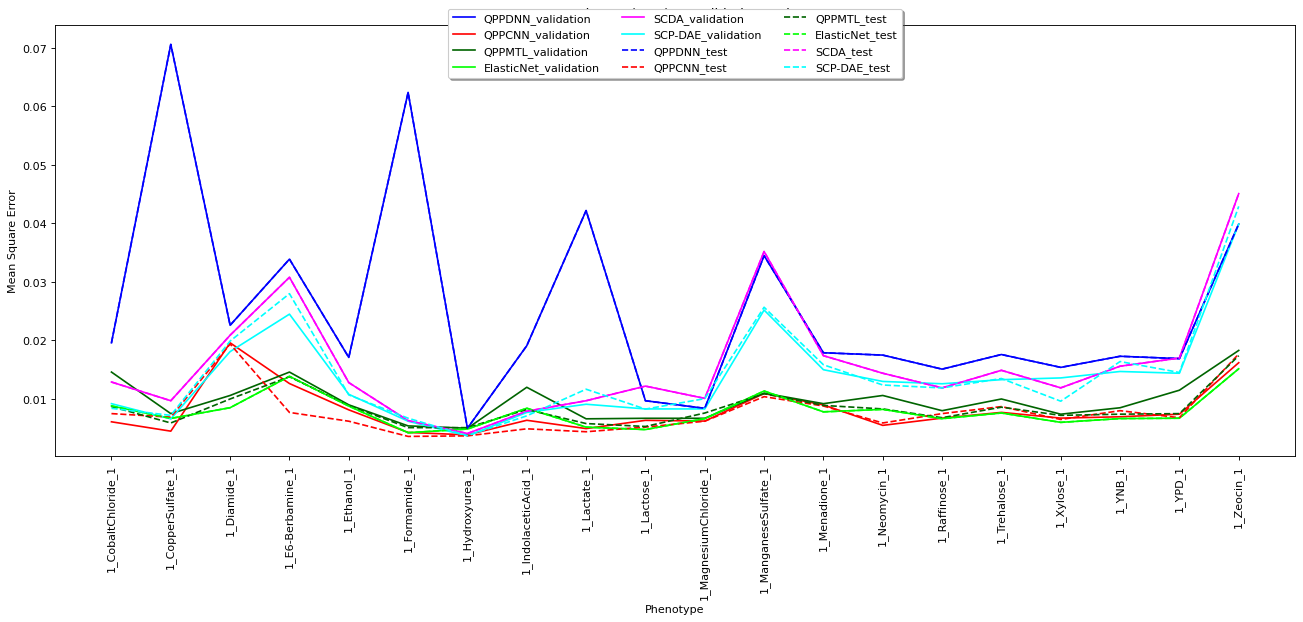 QPPDNN_validation
QPPCNN_validation
QPPMTL_validation
ElasticNet_validation
SCDA_validation
SCP-DAE_validation
QPPDNN_test
QPPCNN_test
QPPMTL_test
ElasticNet_test
SCDA_test
SCP-DAE_test
0.07
0.06
0.05
0.04
0.03
0.02
0.01
Mean Square Error
1_CobaltChloride_1
1_CopperSulfate_1
1_Diamide_1
1_E6-Berbamine_1
1_Ethanol_1
1_Formamide_1
1_Hydroxyurea_1
1_IndolaceticAcid_1
1_Lactate_1
1_Lactose_1
1_MagnesiumChloride_1
1_ManganeseSulfate_1
1_Menadione_1
1_Neomycin_1
1_Raffinose_1
1_Trehalose_1
1_Xylose_1
1_YNB_1
1_YPD_1
1_Zeocin_1
Phenotype